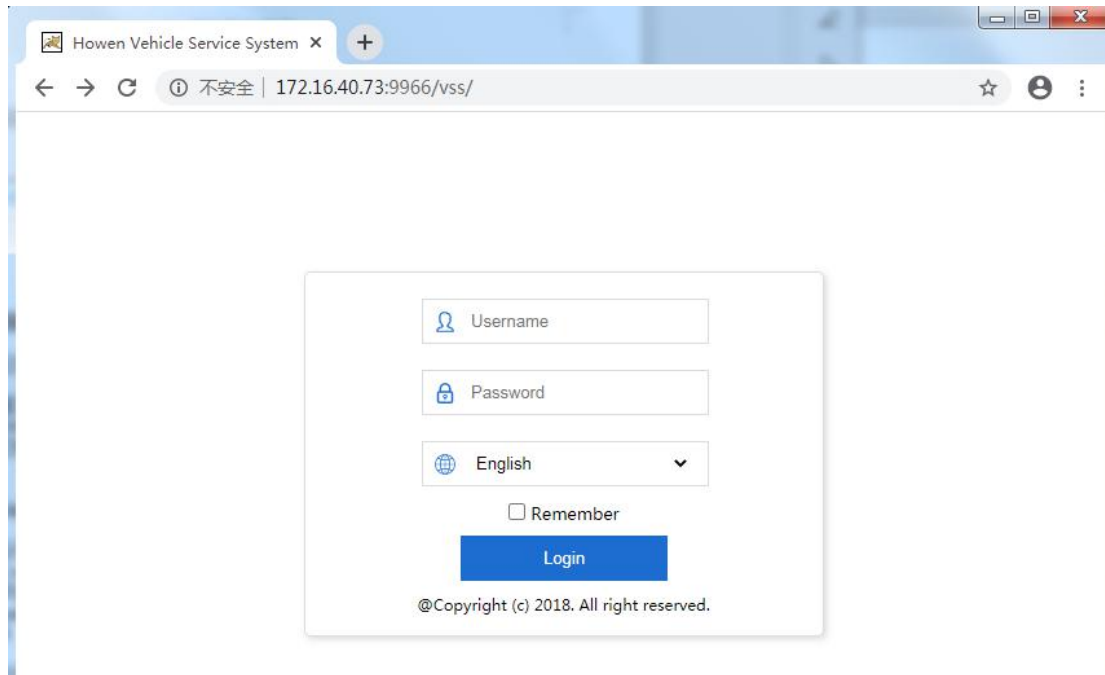 Howen Vehicle Service System
不安全 172.16.40.73:9966/vss/
Username
Password
English
Remember
Login
@Copyright (c) 2018. All right reserved.